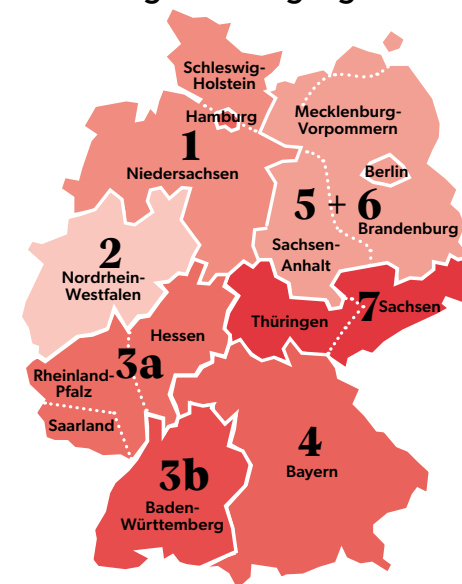 Schleswig-
Holstein
Hamburg
Mecklenburg-
Vorpommern
1
Niedersachsen
Berlin
5 + 6
Brandenburg
Sachsen-
Anhalt
2
Nordrhein-
Westfalen
7 Sachsen
Thüringen
Hessen
3a
Rheinland-
Pfalz
Saarland
4
Bayern
3b
Baden-
Württemberg